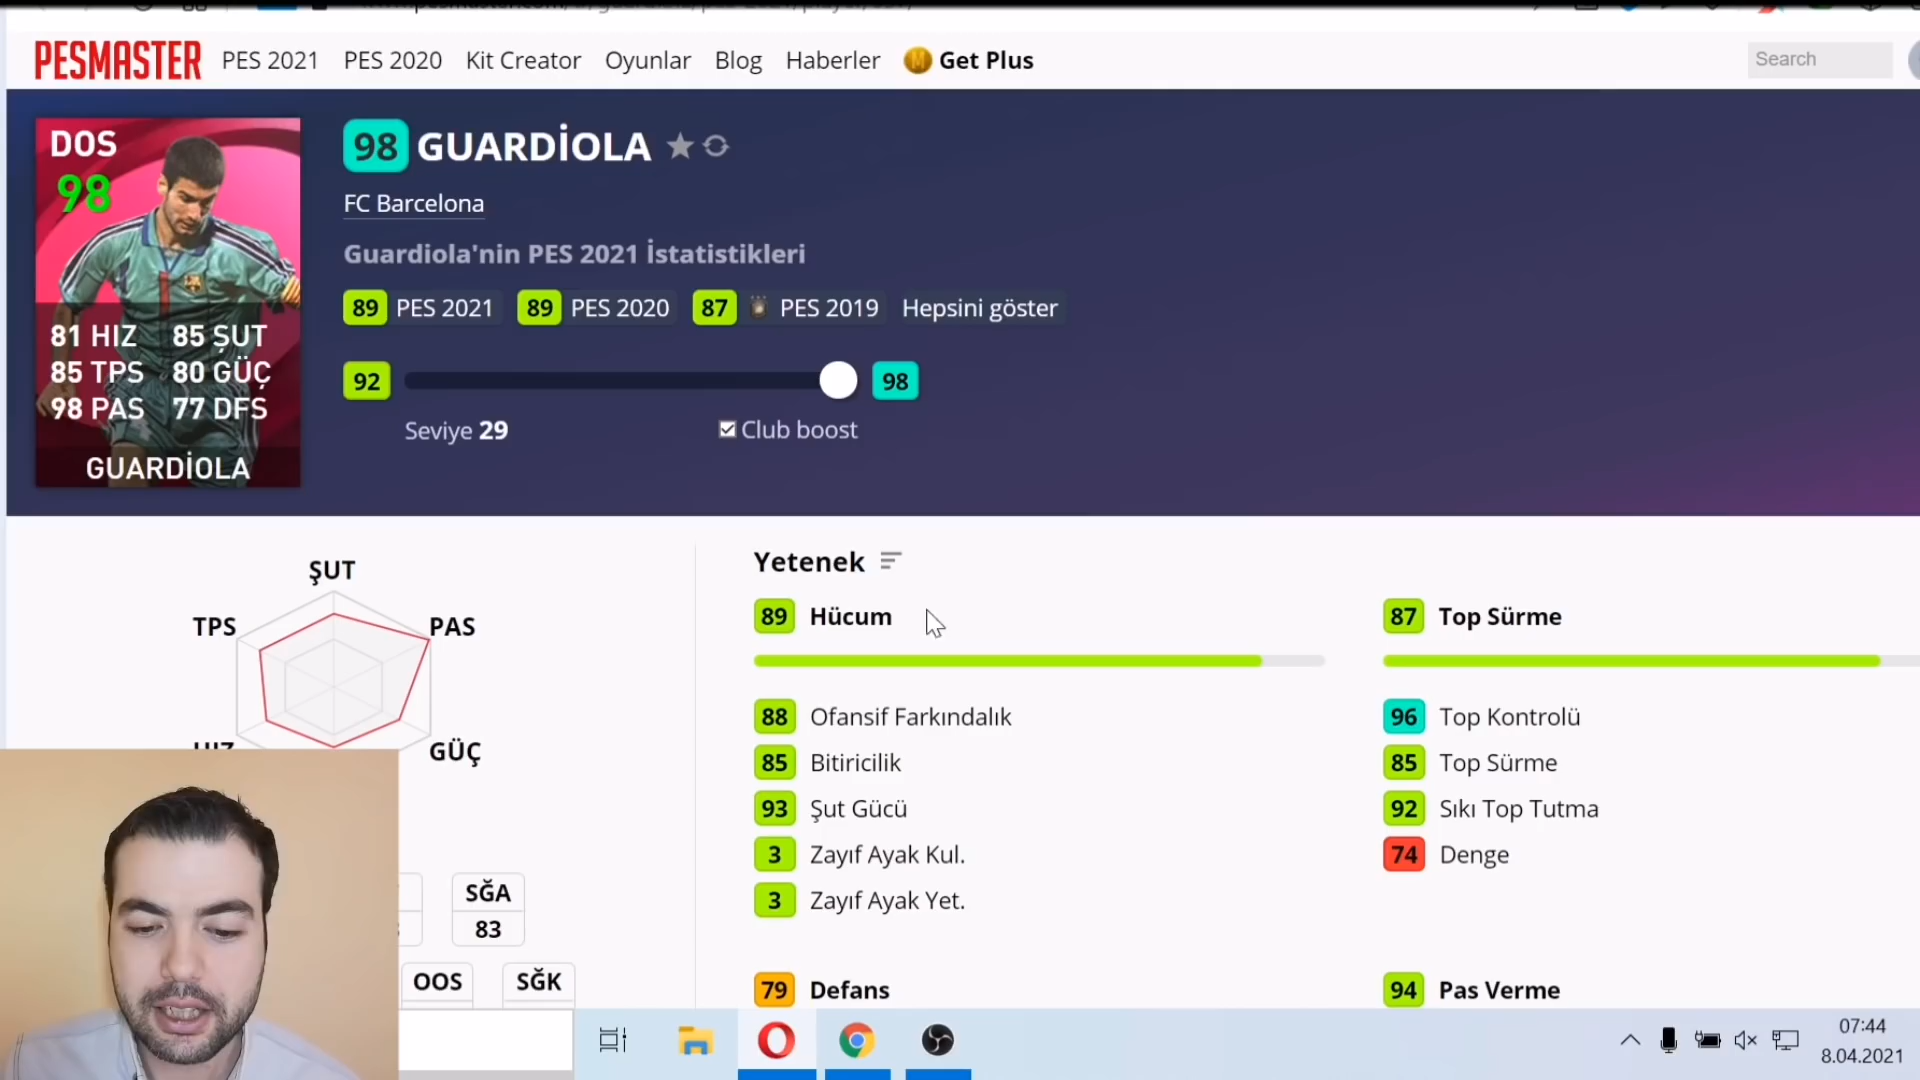 PESMASTER PES 2021 PES 2020 Kit Creator Oyunlar Blog Haberler Get Plus Search
DOS
98
81 HIZ 85 ŞUT
85 TPS 80 GÜÇ
98 PAS 77 DFS
GUARDİOLA
98 GUARDİOLA
FC Barcelona
Guardiola'nin PES 2021 İstatistikleri
89 PES 2021 89 PES 2020 87 PES 2019 Hepsini göster
92 98
Seviye 29 Club boost
ŞUT
TPS PAS
GÜÇ
SĞA
83
OOS SĞK
Yetenek
89 Hücum
88 Ofansif Farkındalık
85 Bitiricilik
93 Şut Gücü
3 Zayıf Ayak Kul.
3 Zayıf Ayak Yet.
79 Defans
87 Top Sürme
96 Top Kontrolü
85 Top Sürme
92 Sıkı Top Tutma
74 Denge
94 Pas Verme
07:44
8.04.2021